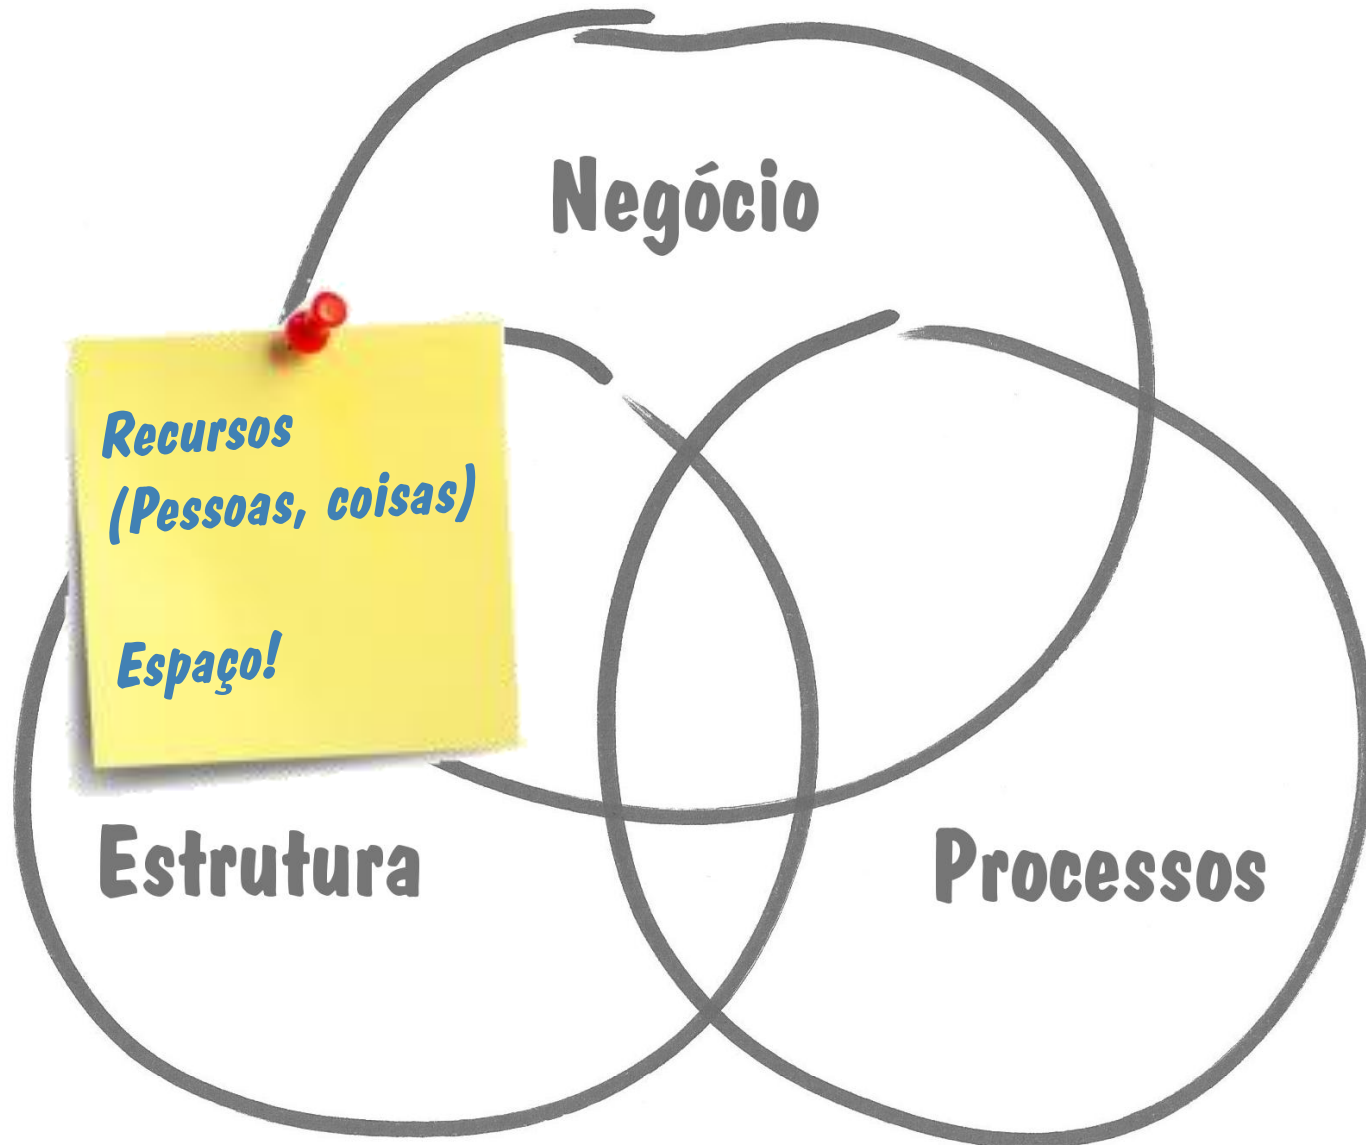 Negócio
Recursos
(Pessoas, coisas)
Espaço!
Estrutura
Processos